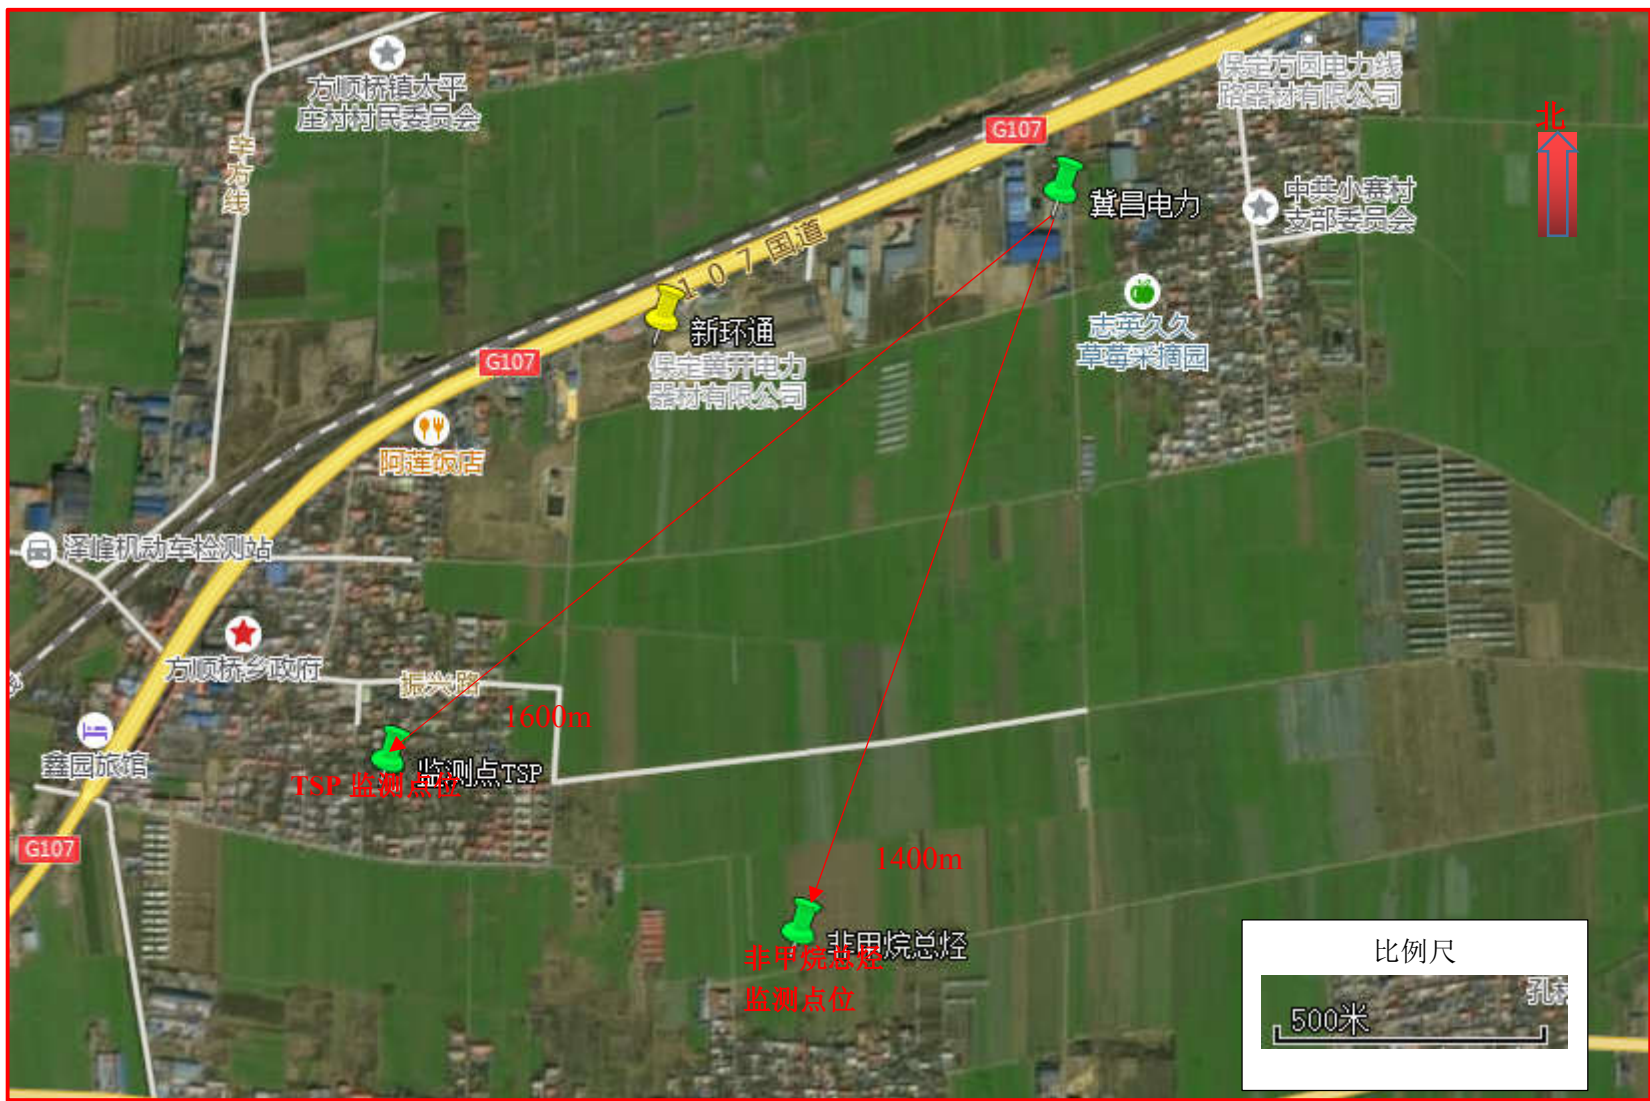 方顺桥镇太平
庄村村民委员会
辛方线
保定方圆电力线
路器材有限公司
北
G107
冀昌电力
中共小寨村
支部委员会
107国道
志英久久
草莓采摘园
新环通
保定冀开电力
器材有限公司
G107
阿莲饭店
泽峰机动车检测站
方顺桥乡政府
振兴路
1600m
鑫园旅馆
监测点TSP
TSP 监测点位
G107
1400m
非甲烷总烃
非甲烷总烃
监测点位
比例尺
500米
孔村